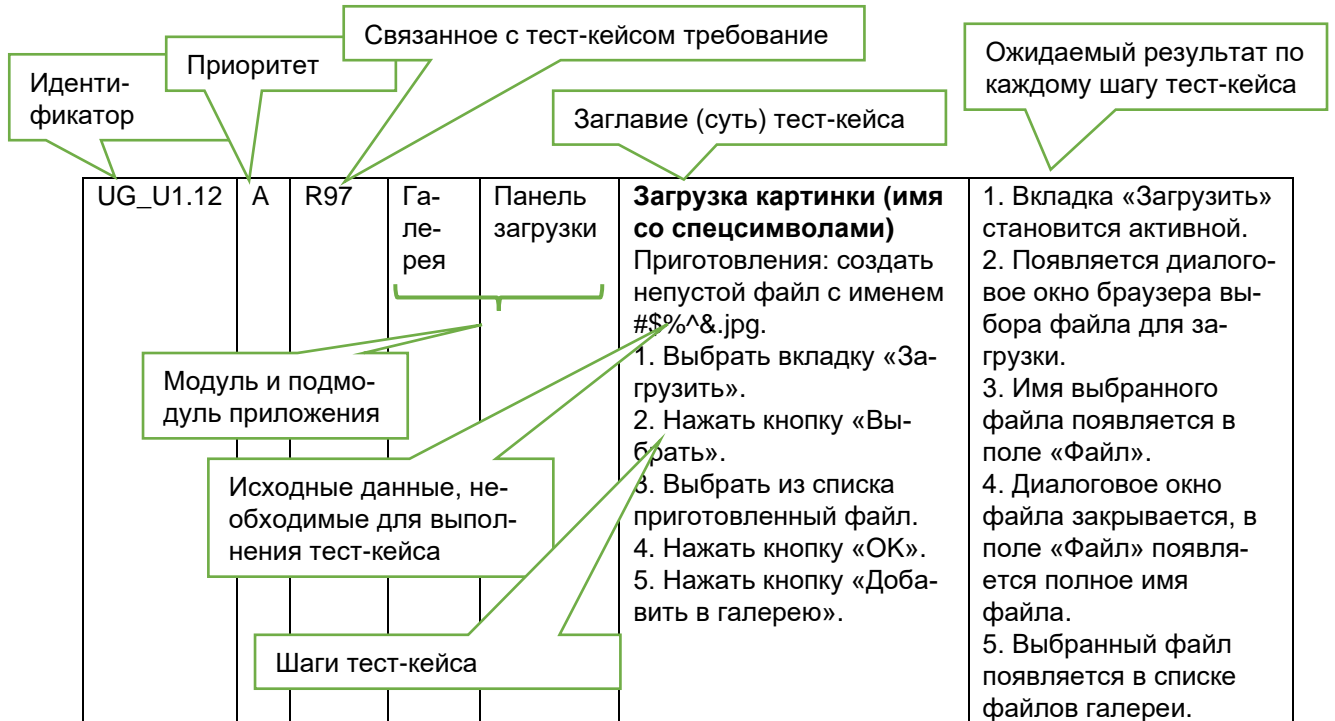 Связанное с тест-кейсом требование
Приоритет
Иденти-
фикатор
Ожидаемый результат по
каждому шагу тест-кейса
Заглавие (суть) тест-кейса
UG_U1.12
A
R97
Га-
ле-
рея
Панель
загрузки
Загрузка картинки (имя
со спецсимволами)
Приготовления: создать
непустой файл с именем
#$%^&.jpg.
1. Выбрать вкладку «За-
грузить».
2. Нажать кнопку «Вы-
брать».
3. Выбрать из списка
приготовленный файл.
4. Нажать кнопку «OK».
5. Нажать кнопку «Доба-
вить в галерею».
1. Вкладка «Загрузить»
становится активной.
2. Появляется диалого-
вое окно браузера вы-
бора файла для за-
грузки.
3. Имя выбранного
файла появляется в
поле «Файл».
4. Диалоговое окно
файла закрывается, в
поле «Файл» появля-
ется полное имя
файла.
5. Выбранный файл
появляется в списке
файлов галереи.
Модуль и подмо-
дуль приложения
Исходные данные, не-
обходимые для выпол-
нения тест-кейса
Шаги тест-кейса